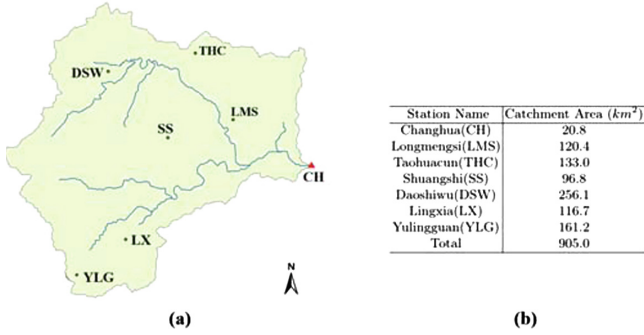 THC
DSW
LMS
SS
CH
LX
YLG
N
(a)
Station Name Catchment Area (km²)
Changhua(CH) 20.8
Longmengsi(LMS) 120.4
Taohuacun(THC) 133.0
Shuangshi(SS) 96.8
Daoshiwu(DSW) 256.1
Lingxia(LX) 116.7
Yulingguan(YLG) 161.2
Total 905.0
(b)